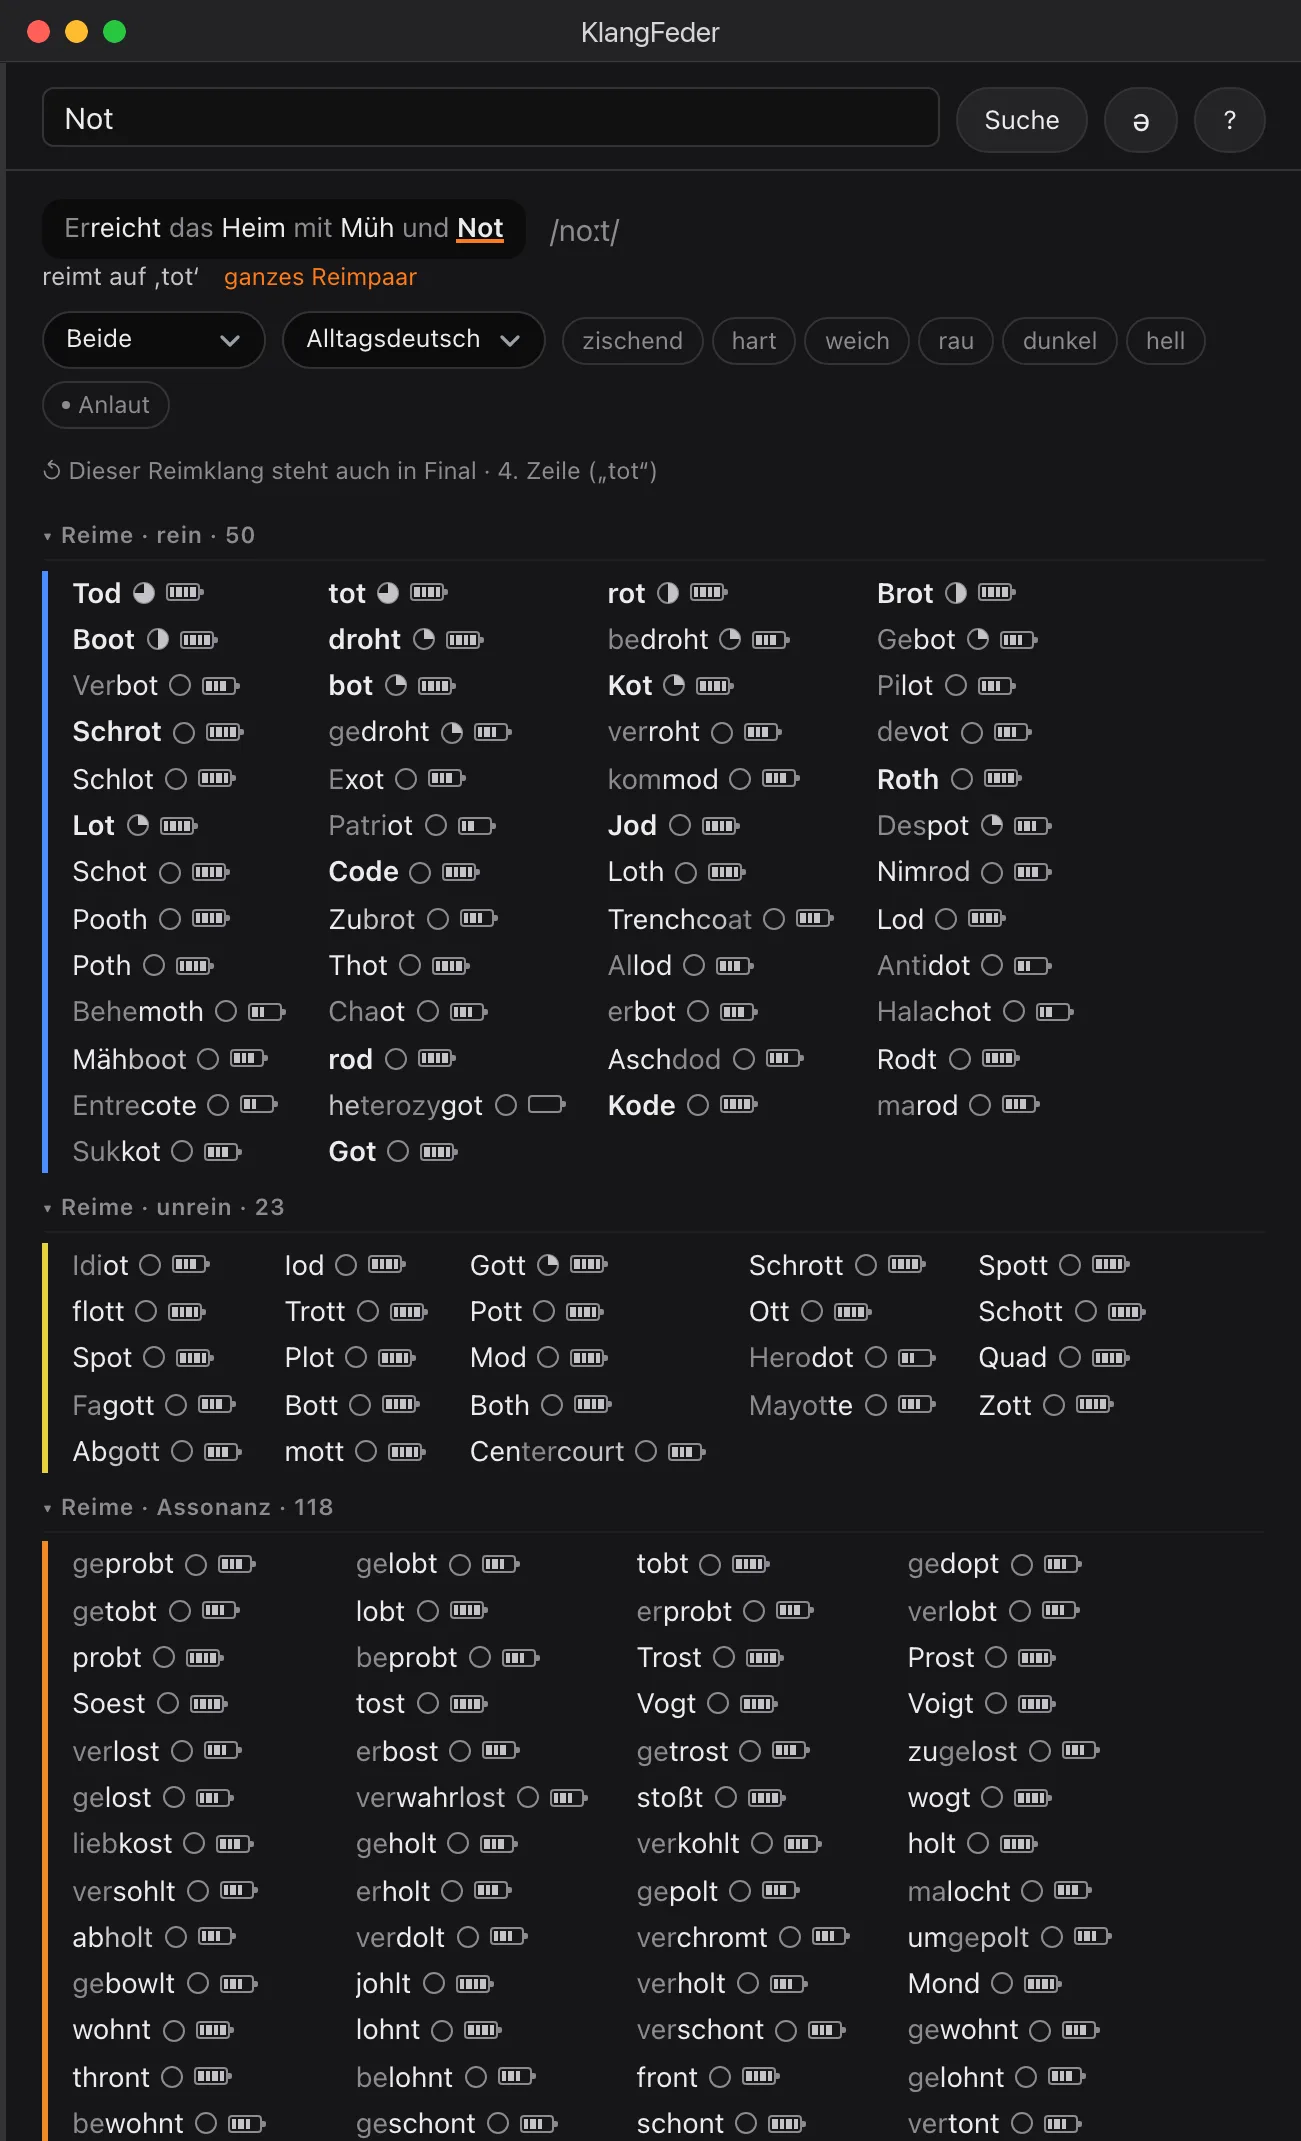 KlangFeder
Not Suche ə ?
Erreicht das Heim mit Müh und Not /noːt/
reimt auf ‚tot‘ ganzes Reimpaar
Beide Alltagsdeutsch zischend hart weich rau dunkel hell
• Anlaut
Dieser Reimklang steht auch in Final · 4. Zeile („tot“)
Reime · rein · 50
Tod tot rot Brot
Boot droht bedroht Gebot
Verbot bot Kot Pilot
Schrot gedroht verroht devot
Schlot Exot kommod Roth
Lot Patriot Jod Despot
Schot Code Loth Nimrod
Pooth Zubrot Trenchcoat Lod
Poth Thot Allod Antidot
Behemoth Chaot erbot Halachot
Mähboot rod Aschdod Rodt
Entrecote heterozygot Kode marod
Sukkot Got
Reime · unrein · 23
Idiot Iod Gott Schrott Spott
flott Trott Pott Ott Schott
Spot Plot Mod Herodot Quad
Fagott Bott Both Mayotte Zott
Abgott mott Centercourt
Reime · Assonanz · 118
geprobt gelobt tobt gedopt
getobt lobt erprobt verlobt
probt beprobt Trost Prost
Soest tost Vogt Voigt
verlost erbost getrost zugelost
gelost verwahrlost stoßt wogt
liebkost geholt verkohlt holt
versohlt erholt gepolt malocht
abholt verdolt verchromt umgepolt
gebowlt johlt verholt Mond
wohnt lohnt verschont gewohnt
thront belohnt front gelohnt
bewohnt geschont schont vertont